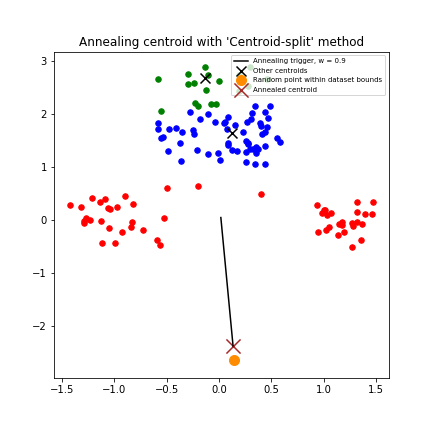 Annealing centroid with 'Centroid-split' method
Annealing trigger, w = 0.9
Other centroids
Random point within dataset bounds
Annealed centroid
3
2
1
0
−1
−2
−1.5 −1.0 −0.5 0.0 0.5 1.0 1.5